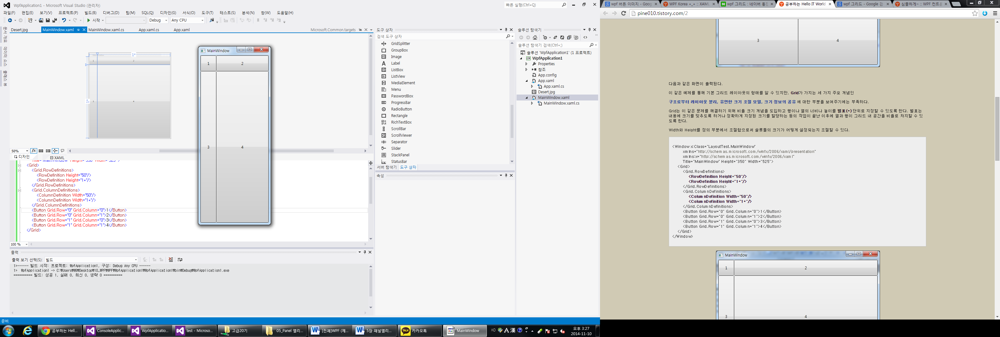 WpfApplication1 - Microsoft Visual Studio (관리자)
빠른 실행(Ctrl+Q)
파일(F) 편집(E) 보기(V) 프로젝트(P) 빌드(B) 디버그(D) 팀(M) SQL(Q) 디자인(G) 서식(O) 도구(T) 테스트(S) 분석(N) 창(W) 도움말(H)
시작 Debug Any CPU
문서 개요
데이터 소스
클래스 뷰
Desert.jpg MainWindow.xaml MainWindow.xaml.cs App.xaml.cs App.xaml Microsoft.Common.targets
1*
1*
1 2
3 4
MainWindow
1 2
3 4
50%
디자인 XAML
Title="MainWindow" Height="350" Width="525">
<Grid>
<Grid.RowDefinitions>
<RowDefinition Height="50"/>
<RowDefinition Height="1*"/>
</Grid.RowDefinitions>
<Grid.ColumnDefinitions>
<ColumnDefinition Width="50"/>
<ColumnDefinition Width="1*"/>
</Grid.ColumnDefinitions>
<Button Grid.Row="0" Grid.Column="0">1</Button>
<Button Grid.Row="0" Grid.Column="1">2</Button>
<Button Grid.Row="1" Grid.Column="0">3</Button>
<Button Grid.Row="1" Grid.Column="1">4</Button>
</Grid>
100 %
출력
출력 보기 선택(S): 빌드
1>------ 빌드 시작: 프로젝트: WpfApplication1, 구성: Debug Any CPU ------
1> WpfApplication1 -> C:\Users\WB\Desktop\10_WPF\WPF\WpfApplication1\WpfApplication1\bin\Debug\WpfApplication1.exe
========== 빌드: 성공 1, 실패 0, 최신 0, 생략 0 ==========
준비
도구 상자
검색 도구 상자
GridSplitter
GroupBox
Image
Label
ListBox
ListView
MediaElement
Menu
PasswordBox
ProgressBar
RadioButton
Rectangle
RichTextBox
ScrollBar
ScrollViewer
Separator
Slider
StackPanel
StatusBar
서버 탐색기 도구 상자
속성
솔루션 탐색기
솔루션 탐색기 검색(Ctrl+;)
솔루션 'WpfApplication1' (1 프로젝트)
WpfApplication1
Properties
참조
App.config
App.xaml
App.xaml.cs
Desert.jpg
MainWindow.xaml
MainWindow.xaml.cs
공부하는 Hell... ConsoleApplic... WpfApplicatio... test - Microso... 고급20기 05_Panel 엘리... [전체]WPF (제... 5장 패널엘리... TALK 카카오톡 MainWindow
KO A 漢
오후 3:27
2014-11-10
wpf 버튼 이미지 - Goog WPF Korea +_+ :: XAML wpf 그리드 : 네이버 통합 공부하는 Hello IT World wpf 그리드 - Google 검 심플하게~ :: WPF 컨트롤
pine010.tistory.com/2
3 4
다음과 같은 화면이 출력된다.
이 같은 예제를 통해 기본 그리드 레이아웃의 형태를 알 수 있지만, Grid가 가지는 세 가지 주요 개념인
구조로부터 레이아웃 분리, 유연한 크기 조절 모델, 크기 정보의 공유 에 대한 부분을 보여주기에는 부족하다.
Grid는 이 같은 문제를 해결하기 위해 비율 크기 개념을 도입하고 행이나 열의 너비나 높이를 별표(*)단위로 지정할 수 있도록 한다. 별표는
내용에 크기를 맞추도록 하거나 정확하게 지정된 크기를 할당하는 등의 작업이 끝난 이후에 열과 행이 그리드 내 공간을 비율로 차지할 수 있
도록 한다.
Width와 Height를 정의 부분에서 조절함으로써 슬롯들의 크기가 어떻게 설정되는지 조절할 수 있다.
<Window x:Class="LayoutTest.MainWindow"
xmlns="http://schemas.microsoft.com/winfx/2006/xaml/presentation"
xmlns:x="http://schemas.microsoft.com/winfx/2006/xaml"
Title="MainWindow" Height="350" Width="525">
<Grid>
<Grid.RowDefinitions>
<RowDefinition Height="50"/>
<RowDefinition Height="1*"/>
</Grid.RowDefinitions>
<Grid.ColumnDefinitions>
<ColumnDefinition Width="50"/>
<ColumnDefinition Width="1*"/>
</Grid.ColumnDefinitions>
<Button Grid.Row="0" Grid.Column="0">1</Button>
<Button Grid.Row="0" Grid.Column="1">2</Button>
<Button Grid.Row="1" Grid.Column="0">3</Button>
<Button Grid.Row="1" Grid.Column="1">4</Button>
</Grid>
</Window>
MainWindow
1 2
3 4